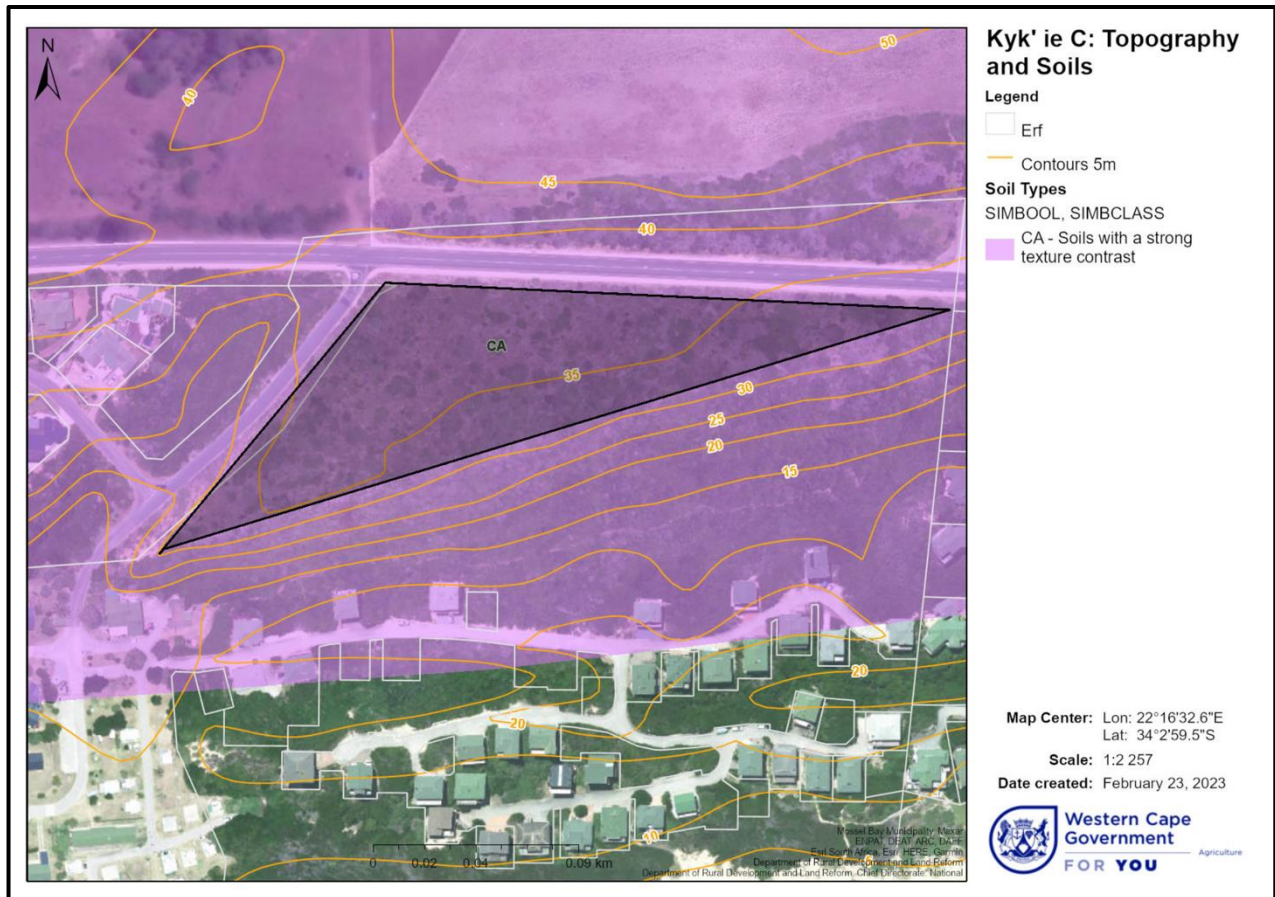 Kyk' ie C: Topography
and Soils
Legend
Erf
Contours 5m
Soil Types
SIMBOOL, SIMBCLASS
CA - Soils with a strong
texture contrast
N
50
40
45
40
CA
35
30
25
20
15
20
20
10
0 0,02 0,04 0,09 km
Mossel Bay Municipality, Maxar
ENPAT, DEAT, ARC, DAFF
Esri South Africa, Esri, HERE, Garmin
Department of Rural Development and Land Reform
Department of Rural Development and Land Reform, Chief Directorate: National
Map Center: Lon: 22°16'32.6"E
Lat: 34°2'59.5"S
Scale: 1:2 257
Date created: February 23, 2023
Western Cape
Government
Agriculture
FOR YOU